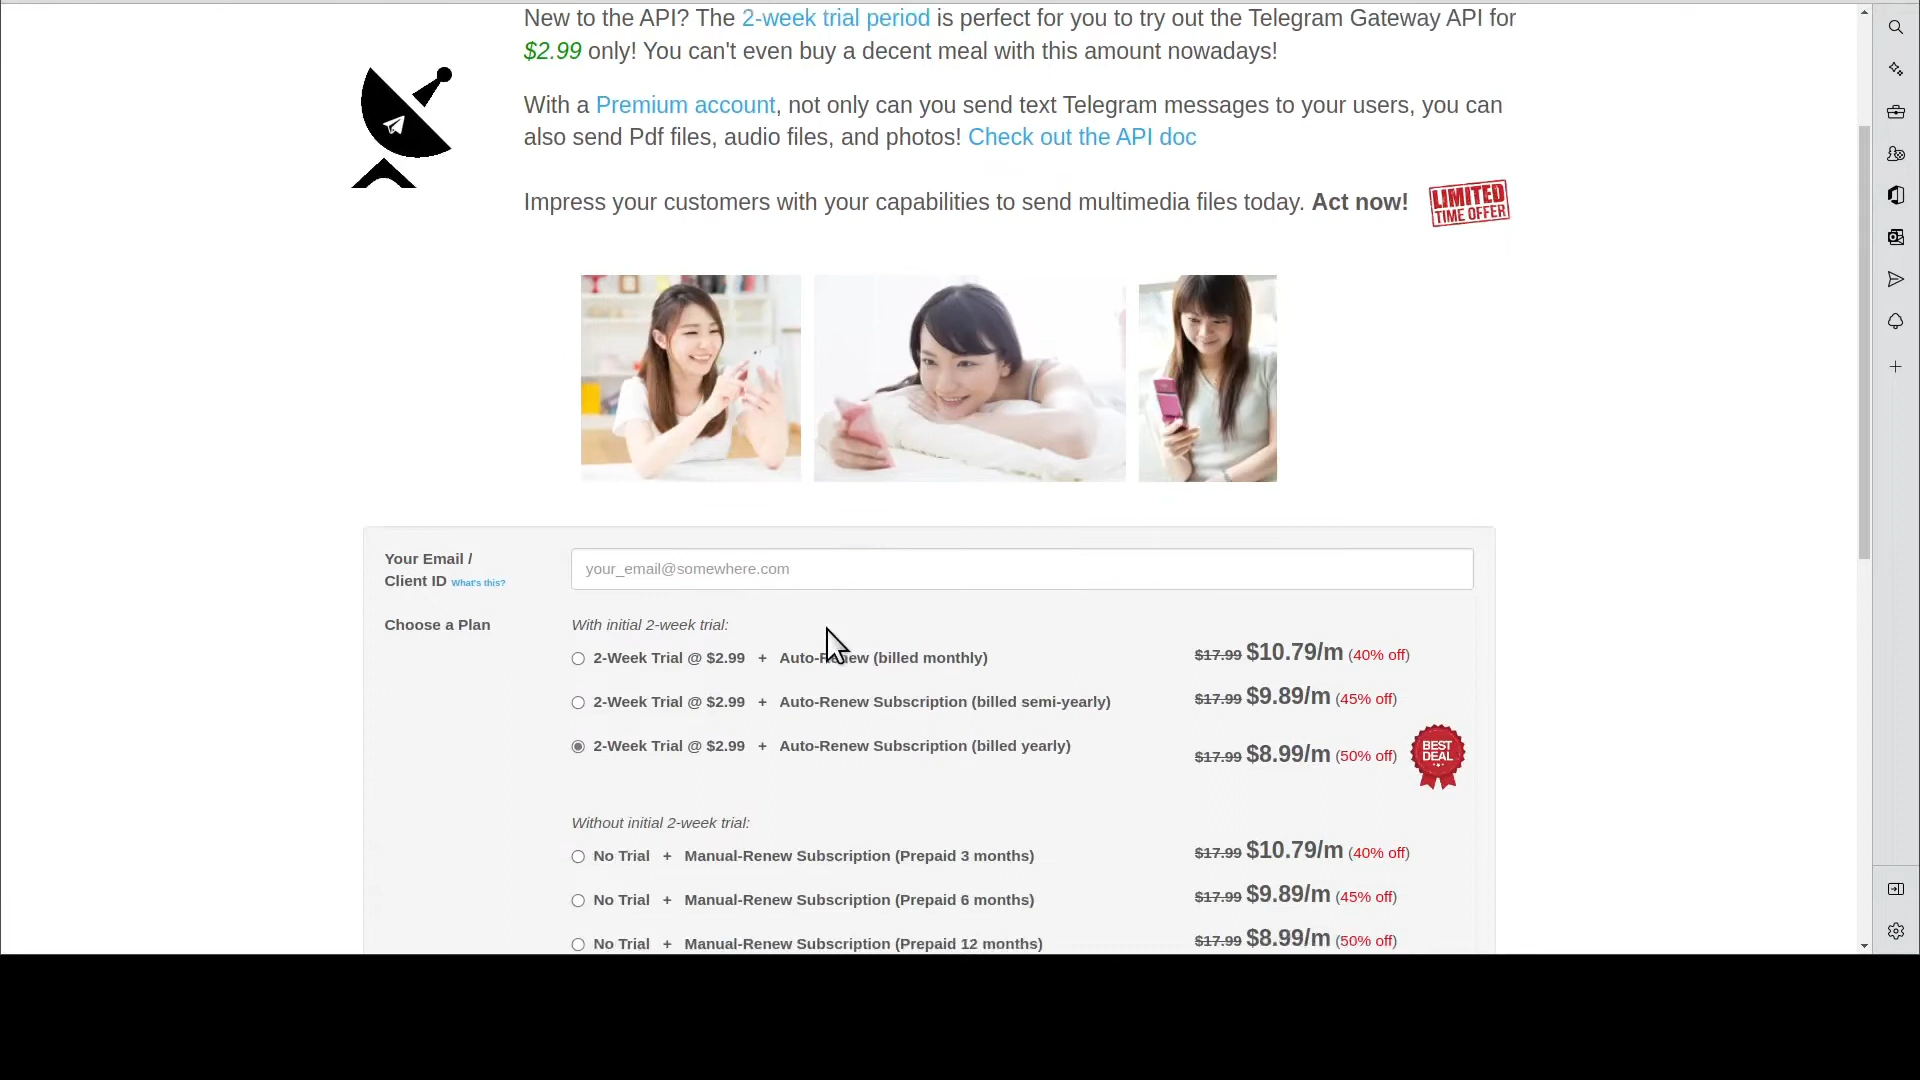 New to the API? The 2-week trial period is perfect for you to try out the Telegram Gateway API for
$2.99 only! You can't even buy a decent meal with this amount nowadays!
With a Premium account, not only can you send text Telegram messages to your users, you can
also send Pdf files, audio files, and photos! Check out the API doc
Impress your customers with your capabilities to send multimedia files today. Act now!
LIMITED
TIME OFFER
Your Email /
Client ID What's this?
your_email@somewhere.com
Choose a Plan
With initial 2-week trial:
2-Week Trial @ $2.99 + Auto-Renew (billed monthly) $17.99 $10.79/m (40% off)
2-Week Trial @ $2.99 + Auto-Renew Subscription (billed semi-yearly) $17.99 $9.89/m (45% off)
2-Week Trial @ $2.99 + Auto-Renew Subscription (billed yearly) $17.99 $8.99/m (50% off)
BEST
DEAL
Without initial 2-week trial:
No Trial + Manual-Renew Subscription (Prepaid 3 months) $17.99 $10.79/m (40% off)
No Trial + Manual-Renew Subscription (Prepaid 6 months) $17.99 $9.89/m (45% off)
No Trial + Manual-Renew Subscription (Prepaid 12 months) $17.99 $8.99/m (50% off)